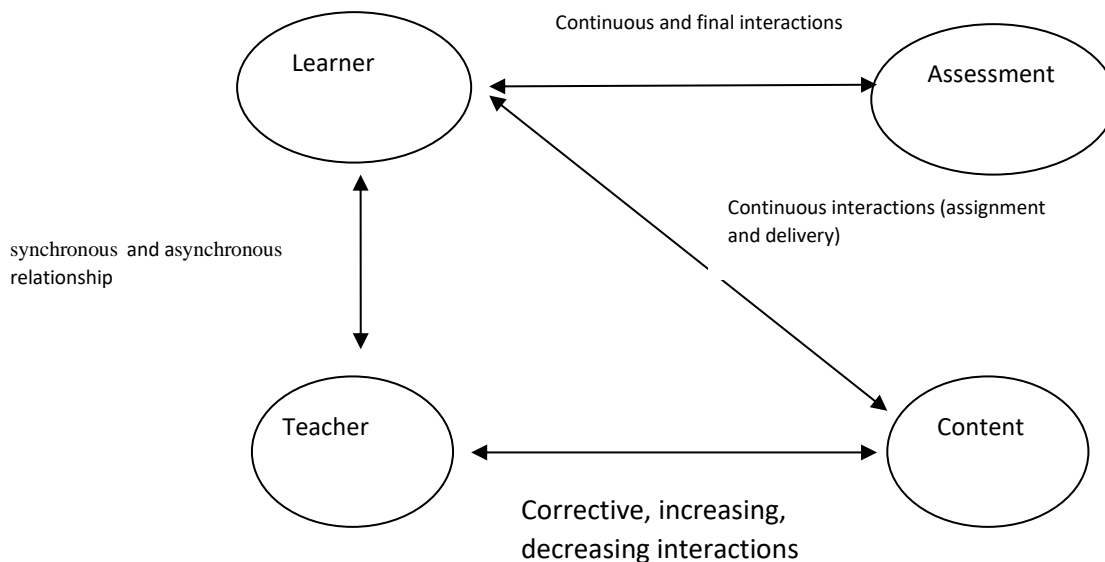 Continuous and final interactions
Learner
Assessment
Continuous interactions (assignment
and delivery)
synchronous and asynchronous
relationship
Teacher
Content
Corrective, increasing,
decreasing interactions